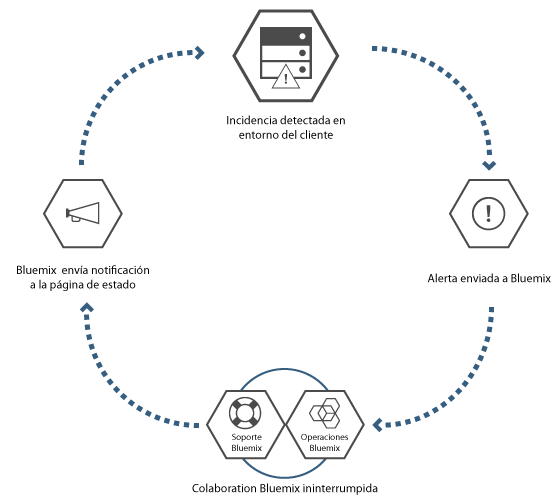 Incidencia detectada en
entorno del cliente
Alerta enviada a Bluemix
Soporte
Bluemix
Operaciones
Bluemix
Colaboration Bluemix ininterrumpida
Bluemix envía notificación
a la página de estado